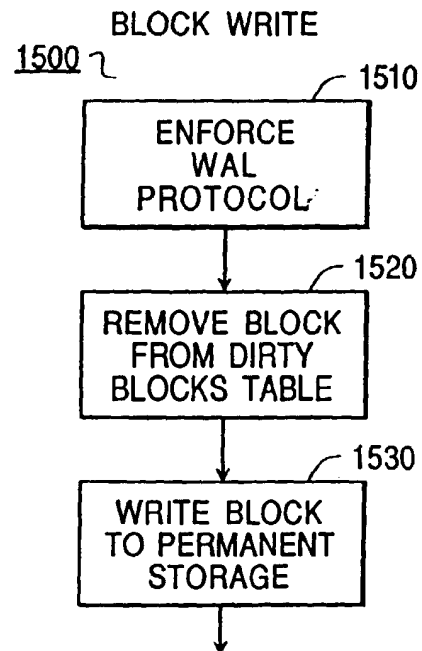 BLOCK WRITE
1500
1510
ENFORCE
WAL
PROTOCOL
1520
REMOVE BLOCK
FROM DIRTY
BLOCKS TABLE
1530
WRITE BLOCK
TO PERMANENT
STORAGE